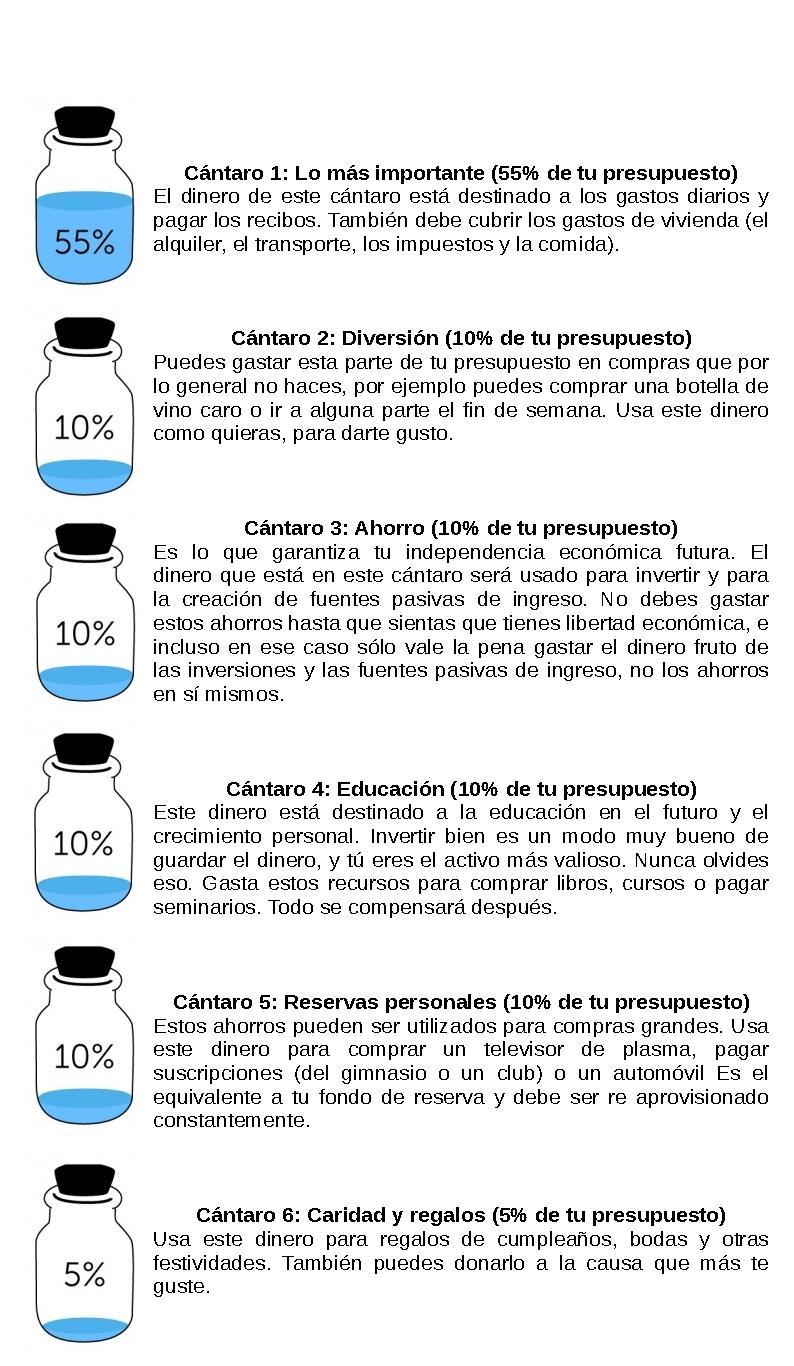 Cántaro 1: Lo más importante (55% de tu presupuesto)
El dinero de este cántaro está destinado a los gastos diarios y
pagar los recibos. También debe cubrir los gastos de vivienda (el
alquiler, el transporte, los impuestos y la comida).
55%
Cántaro 2: Diversión (10% de tu presupuesto)
Puedes gastar esta parte de tu presupuesto en compras que por
lo general no haces, por ejemplo puedes comprar una botella de
vino caro o ir a alguna parte el fin de semana. Usa este dinero
como quieras, para darte gusto.
10%
Cántaro 3: Ahorro (10% de tu presupuesto)
Es lo que garantiza tu independencia económica futura. El
dinero que está en este cántaro será usado para invertir y para
la creación de fuentes pasivas de ingreso. No debes gastar
estos ahorros hasta que sientas que tienes libertad económica, e
incluso en ese caso sólo vale la pena gastar el dinero fruto de
las inversiones y las fuentes pasivas de ingreso, no los ahorros
en sí mismos.
10%
Cántaro 4: Educación (10% de tu presupuesto)
Este dinero está destinado a la educación en el futuro y el
crecimiento personal. Invertir bien es un modo muy bueno de
guardar el dinero, y tú eres el activo más valioso. Nunca olvides
eso. Gasta estos recursos para comprar libros, cursos o pagar
seminarios. Todo se compensará después.
10%
Cántaro 5: Reservas personales (10% de tu presupuesto)
Estos ahorros pueden ser utilizados para compras grandes. Usa
este dinero para comprar un televisor de plasma, pagar
suscripciones (del gimnasio o un club) o un automóvil Es el
equivalente a tu fondo de reserva y debe ser re aprovisionado
constantemente.
10%
Cántaro 6: Caridad y regalos (5% de tu presupuesto)
Usa este dinero para regalos de cumpleaños, bodas y otras
festividades. También puedes donarlo a la causa que más te
guste.
5%